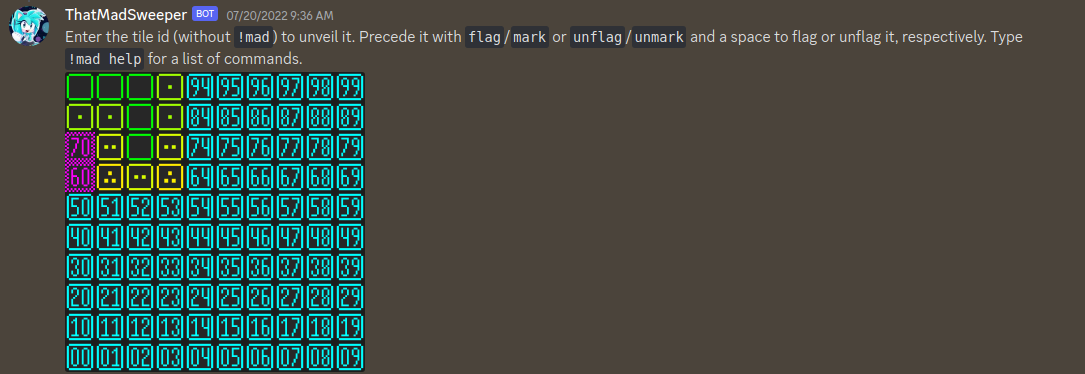 ThatMadSweeper BOT 07/20/2022 9:36 AM
Enter the tile id (without !mad) to unveil it. Precede it with flag/mark or unflag/unmark and a space to flag or unflag it, respectively. Type
!mad help for a list of commands.
94 95 96 97 98 99
84 85 86 87 88 89
70 74 75 76 77 78 79
60 64 65 66 67 68 69
50 51 52 53 54 55 56 57 58 59
40 41 42 43 44 45 46 47 48 49
30 31 32 33 34 35 36 37 38 39
20 21 22 23 24 25 26 27 28 29
10 11 12 13 14 15 16 17 18 19
00 01 02 03 04 05 06 07 08 09